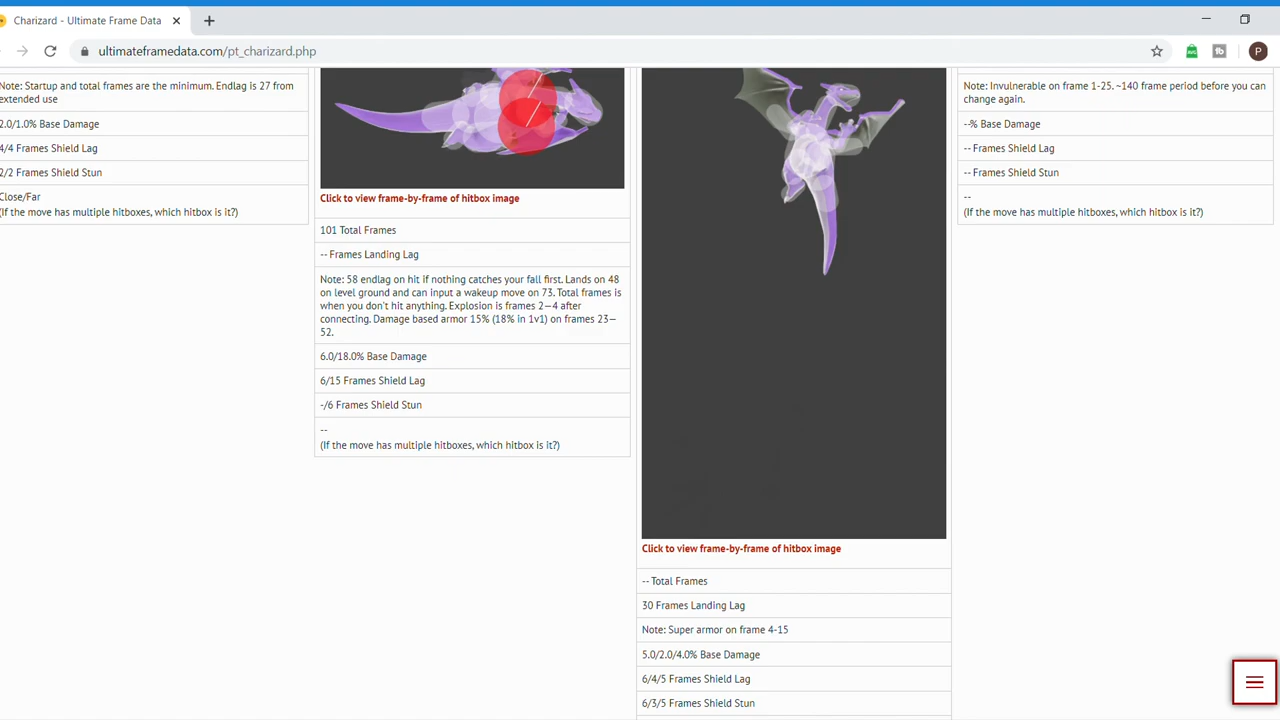 Charizard - Ultimate Frame Data
ultimateframedata.com/pt_charizard.php
P
Note: Startup and total frames are the minimum. Endlag is 27 from
extended use
2.0/1.0% Base Damage
4/4 Frames Shield Lag
2/2 Frames Shield Stun
Close/Far
(If the move has multiple hitboxes, which hitbox is it?)
Click to view frame-by-frame of hitbox image
101 Total Frames
-- Frames Landing Lag
Note: 58 endlag on hit if nothing catches your fall first. Lands on 48
on level ground and can input a wakeup move on 73. Total frames is
when you don't hit anything. Explosion is frames 2—4 after
connecting. Damage based armor 15% (18% in 1v1) on frames 23—
52.
6.0/18.0% Base Damage
6/15 Frames Shield Lag
-/6 Frames Shield Stun
--
(If the move has multiple hitboxes, which hitbox is it?)
Click to view frame-by-frame of hitbox image
-- Total Frames
30 Frames Landing Lag
Note: Super armor on frame 4-15
5.0/2.0/4.0% Base Damage
6/4/5 Frames Shield Lag
6/3/5 Frames Shield Stun
Note: Invulnerable on frame 1-25. ~140 frame period before you can
change again.
--% Base Damage
-- Frames Shield Lag
-- Frames Shield Stun
--
(If the move has multiple hitboxes, which hitbox is it?)